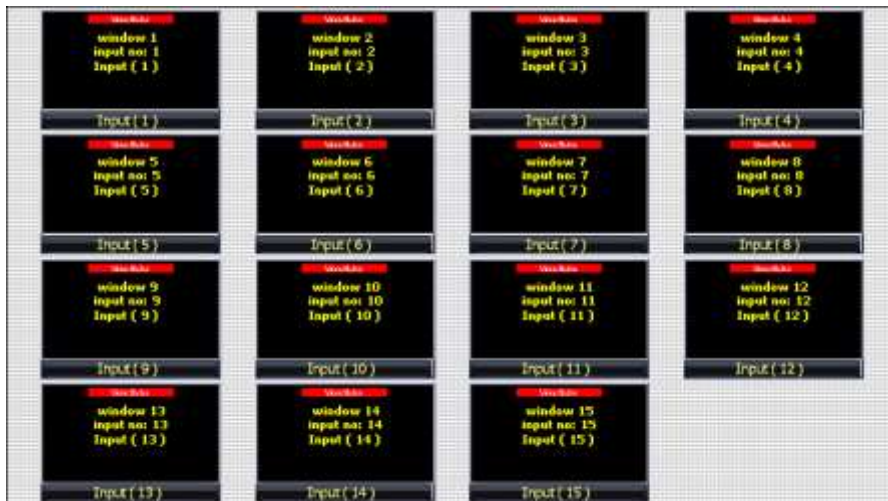 window 1
input no: 1
Input ( 1 )
Input( 1 )
window 2
input no: 2
Input ( 2 )
Input( 2 )
window 3
input no: 3
Input ( 3 )
Input( 3 )
window 4
input no: 4
Input ( 4 )
Input( 4 )
window 5
input no: 5
Input ( 5 )
Input( 5 )
window 6
input no: 6
Input ( 6 )
Input( 6 )
window 7
input no: 7
Input ( 7 )
Input( 7 )
window 8
input no: 8
Input ( 8 )
Input( 8 )
window 9
input no: 9
Input ( 9 )
Input( 9 )
window 10
input no: 10
Input ( 10 )
Input( 10 )
window 11
input no: 11
Input ( 11 )
Input( 11 )
window 12
input no: 12
Input ( 12 )
Input( 12 )
window 13
input no: 13
Input ( 13 )
Input( 13 )
window 14
input no: 14
Input ( 14 )
Input( 14 )
window 15
input no: 15
Input ( 15 )
Input( 15 )